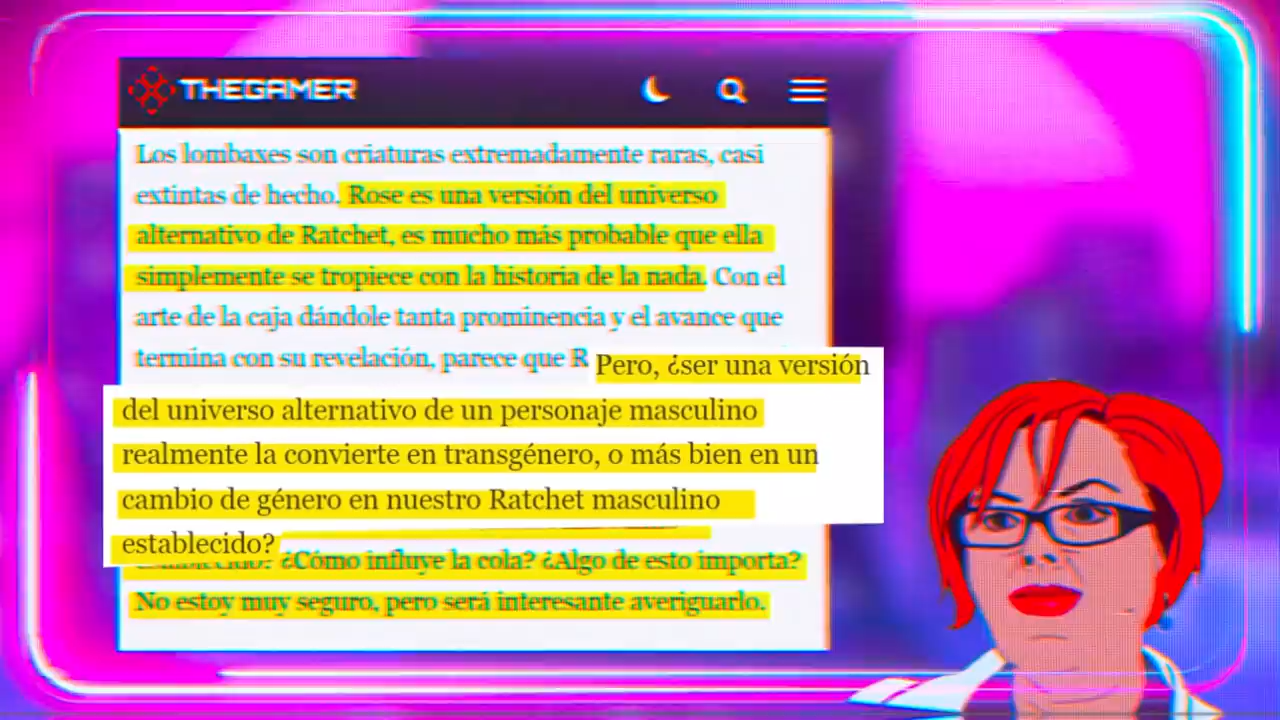 THEGAMER
Los lombaxes son criaturas extremadamente raras, casi
extintas de hecho. Rose es una versión del universo
alternativo de Ratchet, es mucho más probable que ella
simplemente se tropiece con la historia de la nada. Con el
arte de la caja dándole tanta prominencia y el avance que
termina con su revelación, parece que R
Pero, ¿ser una versión
del universo alternativo de un personaje masculino
realmente la convierte en transgénero, o más bien en un
cambio de género en nuestro Ratchet masculino
establecido?
¿Cómo influye la cola? ¿Algo de esto importa?
No estoy muy seguro, pero será interesante averiguarlo.